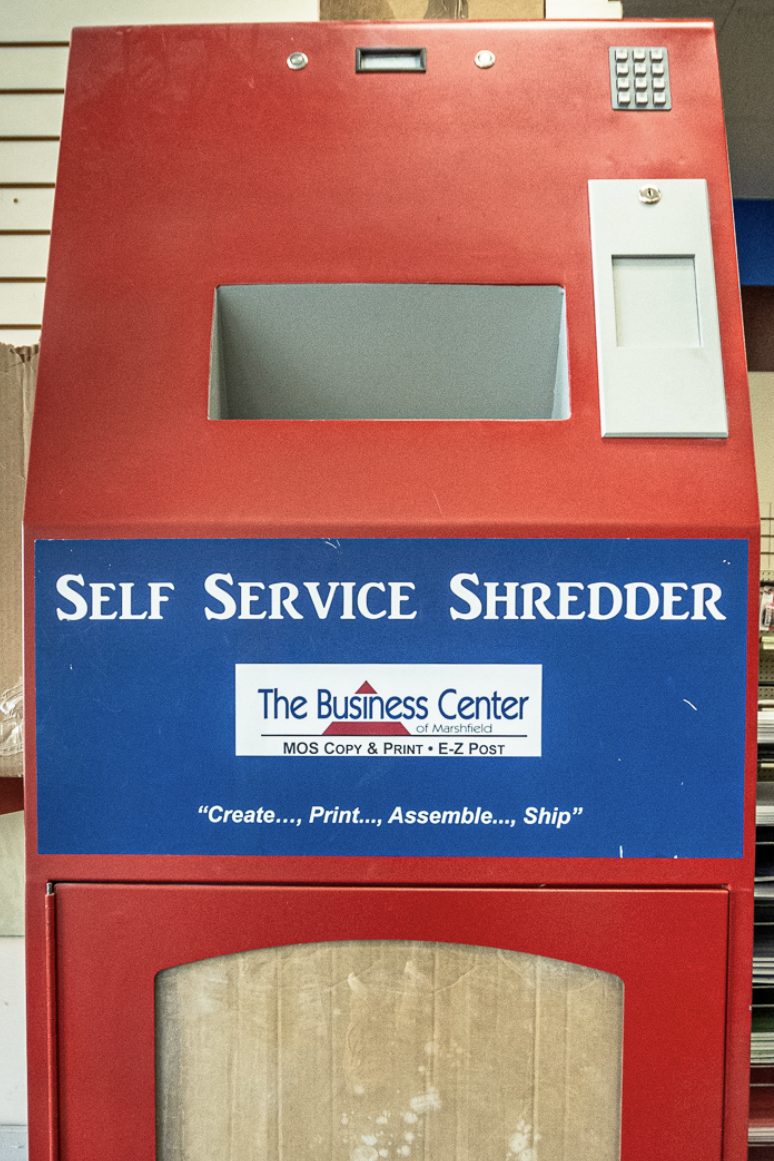 Self Service Shredder
The Business Center
of Marshfield
MOS Copy & Print • E-Z Post
“Create..., Print..., Assemble..., Ship”